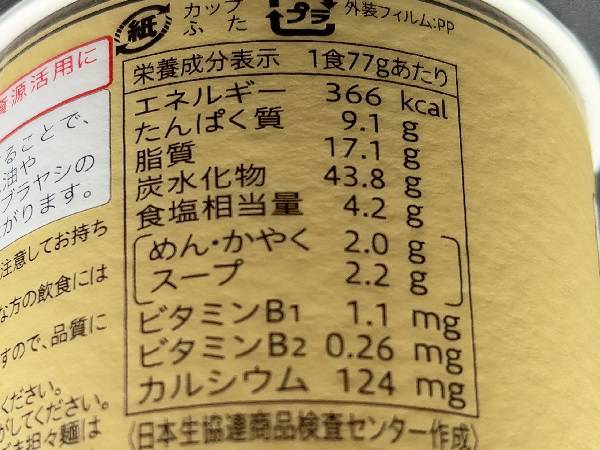 紙
カップ
ふた
プラ
外装フィルム:PP
栄養成分表示 1食77gあたり
エネルギー 366 kcal
たんぱく質 9.1 g
脂質 17.1 g
炭水化物 43.8 g
食塩相当量 4.2 g
めん・かやく 2.0 g
スープ 2.2 g
ビタミンB1 1.1 mg
ビタミンB2 0.26 mg
カルシウム 124 mg
〈日本生協連商品検査センター作成〉
源活用に
ることで、
油や
ブラヤシの
がります。
注意してお持ち
な方の飲食には
すので、品質に
ください。
がしてください。
担々麺は